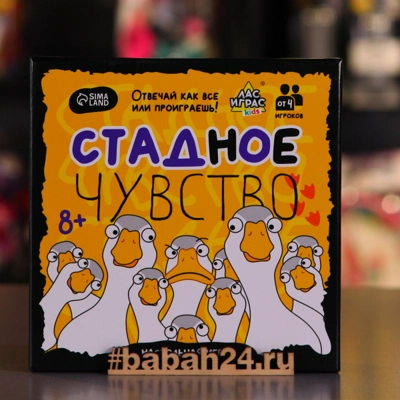 SIMA
LAND
Отвечай как все
или проиграешь!
ЛАС
ИГРАС
kids
от 4
игроков
СТАДНОЕ
ЧУВСТВО
8+
#babah24.ru